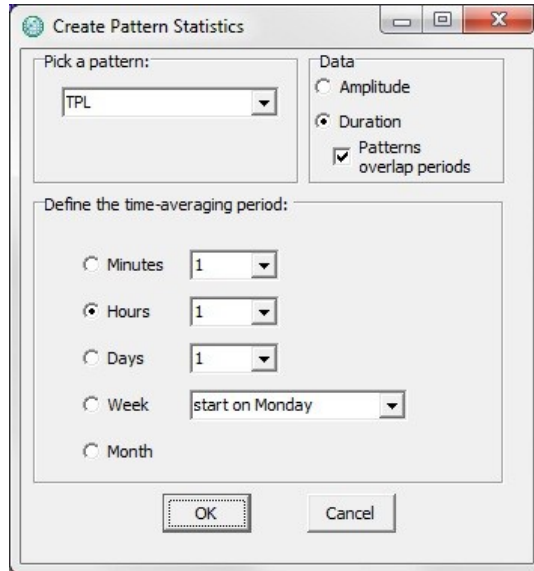 Create Pattern Statistics
Pick a pattern:
TPL
Data
Amplitude
Duration
Patterns
overlap periods
Define the time-averaging period:
Minutes 1
Hours 1
Days 1
Week start on Monday
Month
OK Cancel